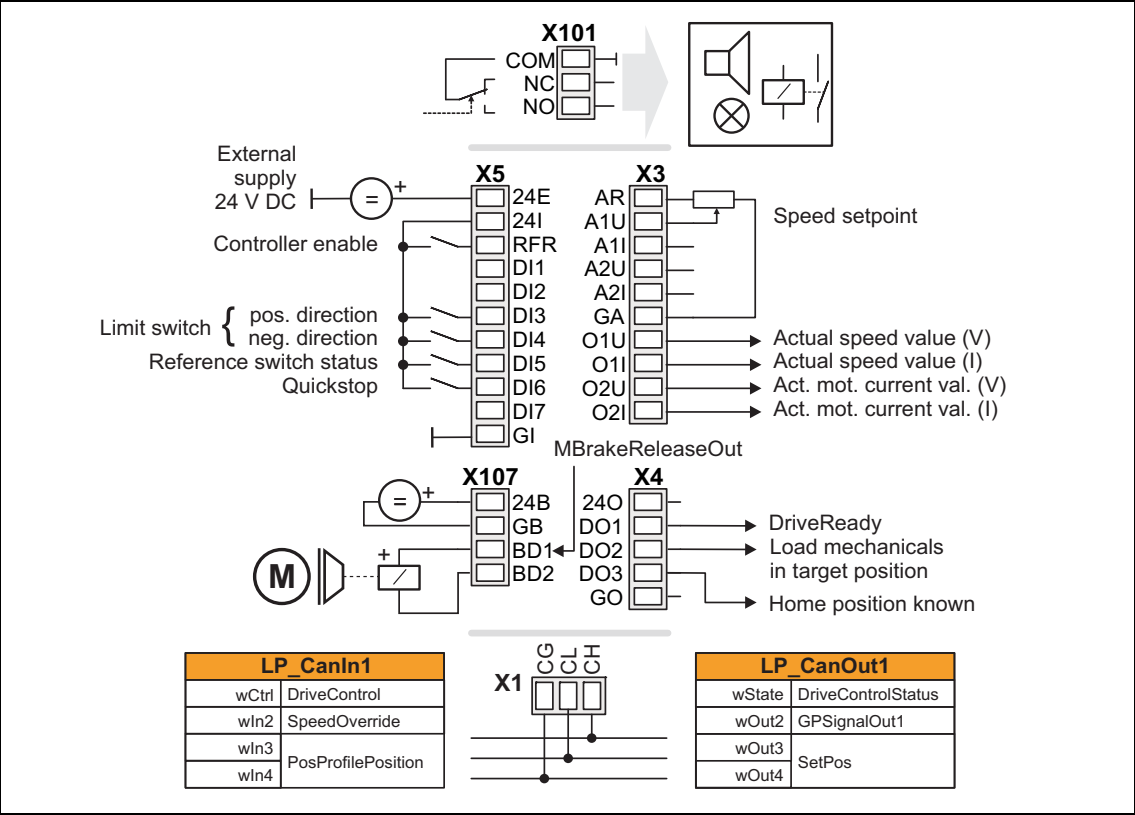 X101
COM
NC
NO
External
supply
24 V DC
= +
Controller enable
Limit switch { pos. direction
neg. direction
Reference switch status
Quickstop
X5
24E
24I
RFR
DI1
DI2
DI3
DI4
DI5
DI6
DI7
GI
X3
AR
A1U
A1I
A2U
A2I
GA
O1U
O1I
O2U
O2I
Speed setpoint
Actual speed value (V)
Actual speed value (I)
Act. mot. current val. (V)
Act. mot. current val. (I)
MBrakeReleaseOut
X107
= +
24B
GB
BD1
BD2
+
M
X4
24O
DO1
DO2
DO3
GO
DriveReady
Load mechanicals
in target position
Home position known
LP_CanIn1
wCtrl DriveControl
wIn2 SpeedOverride
wIn3
wIn4
PosProfilePosition
X1
CG
CL
CH
LP_CanOut1
wState DriveControlStatus
wOut2 GPSignalOut1
wOut3
wOut4
SetPos